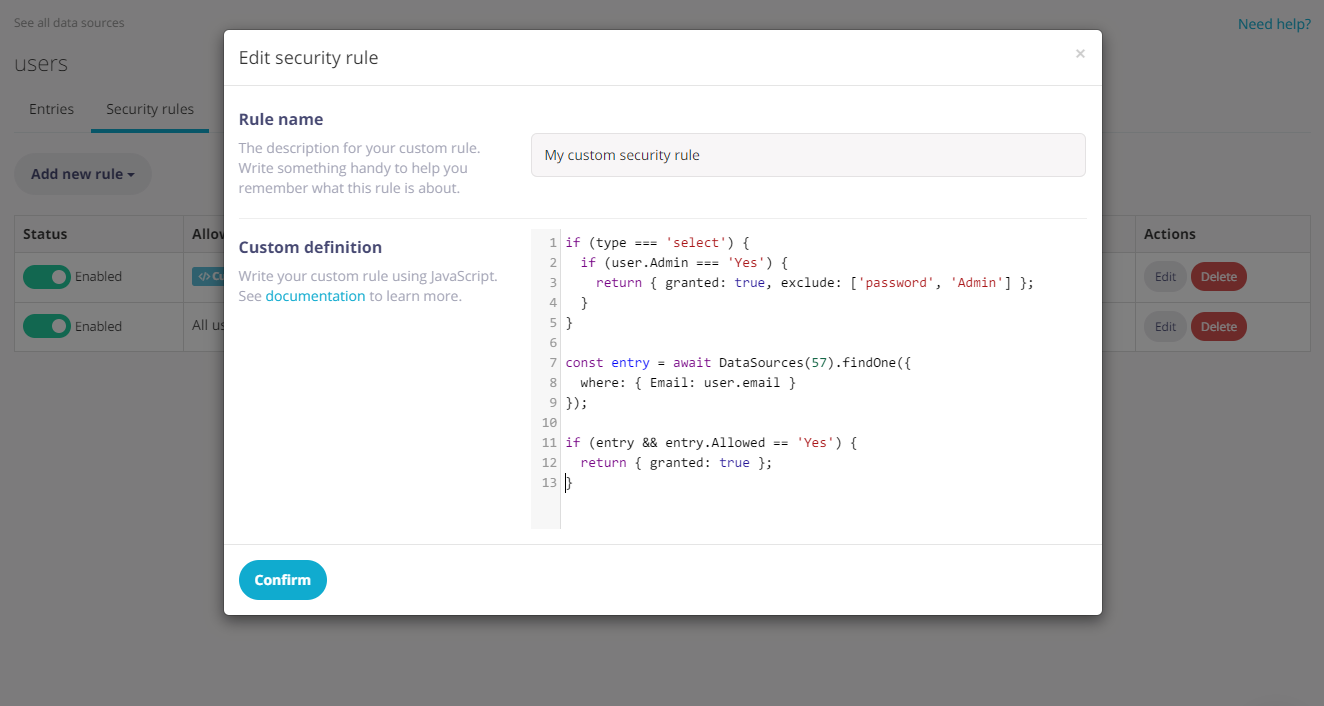 See all data sources
Need help?
users
Entries
Security rules
Add new rule
Status
Actions
Enabled
Edit
Delete
Enabled
All
Edit
Delete
Edit security rule
×
Rule name
The description for your custom rule.
Write something handy to help you
remember what this rule is about.
My custom security rule
Custom definition
Write your custom rule using JavaScript.
See documentation to learn more.
1 if (type === 'select') {
2   if (user.Admin === 'Yes') {
3     return { granted: true, exclude: ['password', 'Admin'] };
4   }
5 }
6
7 const entry = await DataSources(57).findOne({
8   where: { Email: user.email }
9 });
10
11 if (entry && entry.Allowed == 'Yes') {
12   return { granted: true };
13 }
Confirm